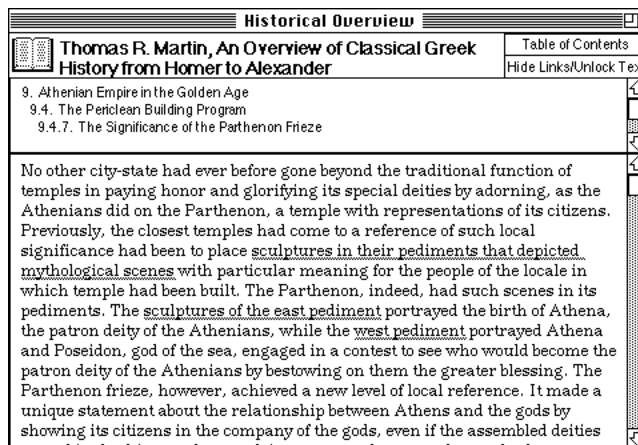 Historical Overview
Thomas R. Martin, An Overview of Classical Greek
History from Homer to Alexander
Table of Contents
Hide Links/Unlock Tex
9. Athenian Empire in the Golden Age
9.4. The Periclean Building Program
9.4.7. The Significance of the Parthenon Frieze
No other city-state had ever before gone beyond the traditional function of
temples in paying honor and glorifying its special deities by adorning, as the
Athenians did on the Parthenon, a temple with representations of its citizens.
Previously, the closest temples had come to a reference of such local
significance had been to place sculptures in their pediments that depicted
mythological scenes with particular meaning for the people of the locale in
which temple had been built. The Parthenon, indeed, had such scenes in its
pediments. The sculptures of the east pediment portrayed the birth of Athena,
the patron deity of the Athenians, while the west pediment portrayed Athena
and Poseidon, god of the sea, engaged in a contest to see who would become the
patron deity of the Athenians by bestowing on them the greater blessing. The
Parthenon frieze, however, achieved a new level of local reference. It made a
unique statement about the relationship between Athens and the gods by
showing its citizens in the company of the gods, even if the assembled deities